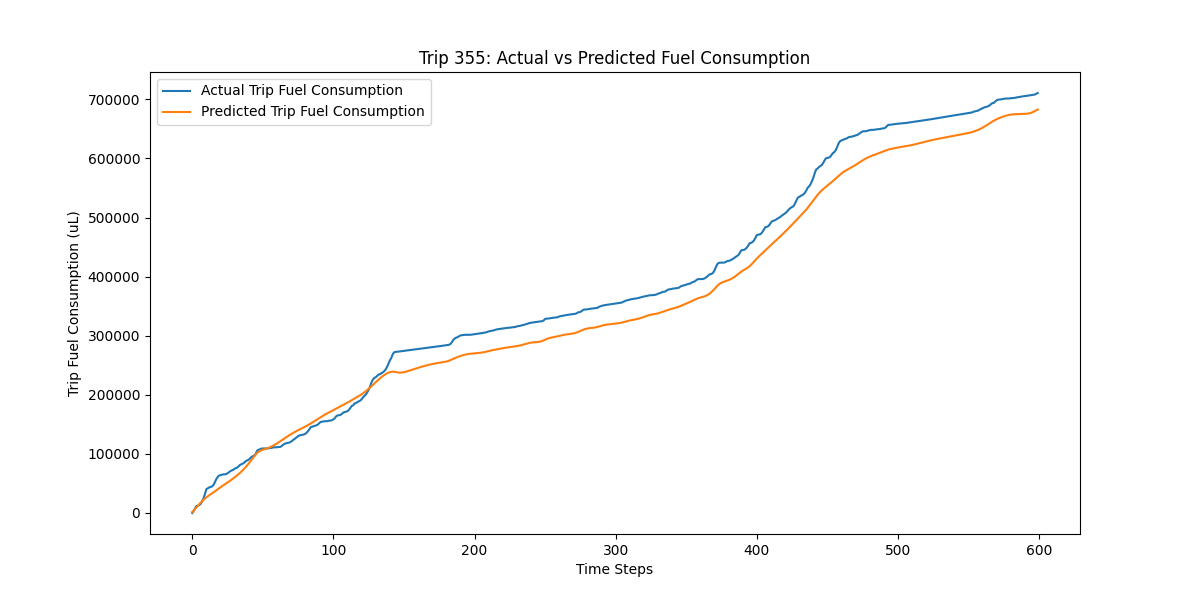 Trip 355: Actual vs Predicted Fuel Consumption
Actual Trip Fuel Consumption
Predicted Trip Fuel Consumption
Trip Fuel Consumption (uL)
700000
600000
500000
400000
300000
200000
100000
0
0 100 200 300 400 500 600
Time Steps